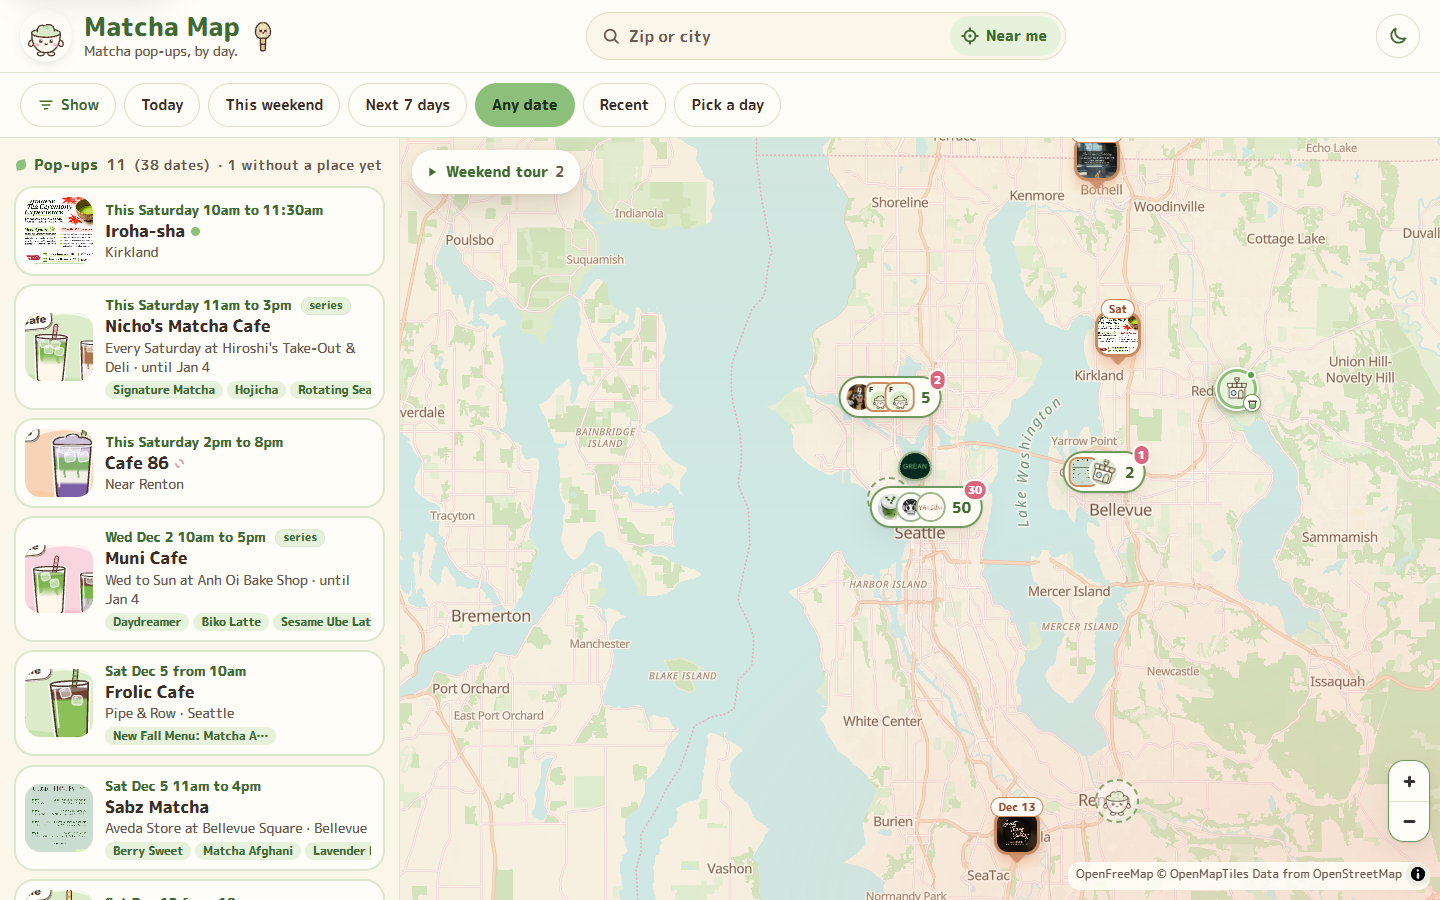 Matcha Map
Matcha pop-ups, by day.
Zip or city
Near me
Show
Today
This weekend
Next 7 days
Any date
Recent
Pick a day
Pop-ups 11 (38 dates) · 1 without a place yet
This Saturday 10am to 11:30am
Iroha-sha
Kirkland
This Saturday 11am to 3pm series
Nicho's Matcha Cafe
Every Saturday at Hiroshi's Take-Out &
Deli · until Jan 4
Signature Matcha Hojicha Rotating Sea
This Saturday 2pm to 8pm
Cafe 86
Near Renton
Wed Dec 2 10am to 5pm series
Muni Cafe
Wed to Sun at Anh Oi Bake Shop · until
Jan 4
Daydreamer Biko Latte Sesame Ube Lat
Sat Dec 5 from 10am
Frolic Cafe
Pipe & Row · Seattle
New Fall Menu: Matcha A···
Sat Dec 5 11am to 4pm
Sabz Matcha
Aveda Store at Bellevue Square · Bellevue
Berry Sweet Matcha Afghani Lavender
Weekend tour 2
Echo Lake
Bothell
Kenmore
Woodinville
Shoreline
Indianola
Poulsbo
Suquamish
Cottage Lake
Duvall
Sat
Kirkland
Union Hill-
Novelty Hill
Red
2
5
verdale
BAINBRIDGE
ISLAND
Lake Washington
Yarrow Point
1
2
Bellevue
GREAN
30
50
Seattle
Tracyton
Sammamish
HARBOR ISLAND
Mercer Island
MERCER ISLAND
Bremerton
Manchester
BLAKE ISLAND
Newcastle
Issaquah
Port Orchard
East Port Orchard
White Center
Ren
Dec 13
Burien
la
Vashon
SeaTac
Normandy Park
+
−
OpenFreeMap © OpenMapTiles Data from OpenStreetMap